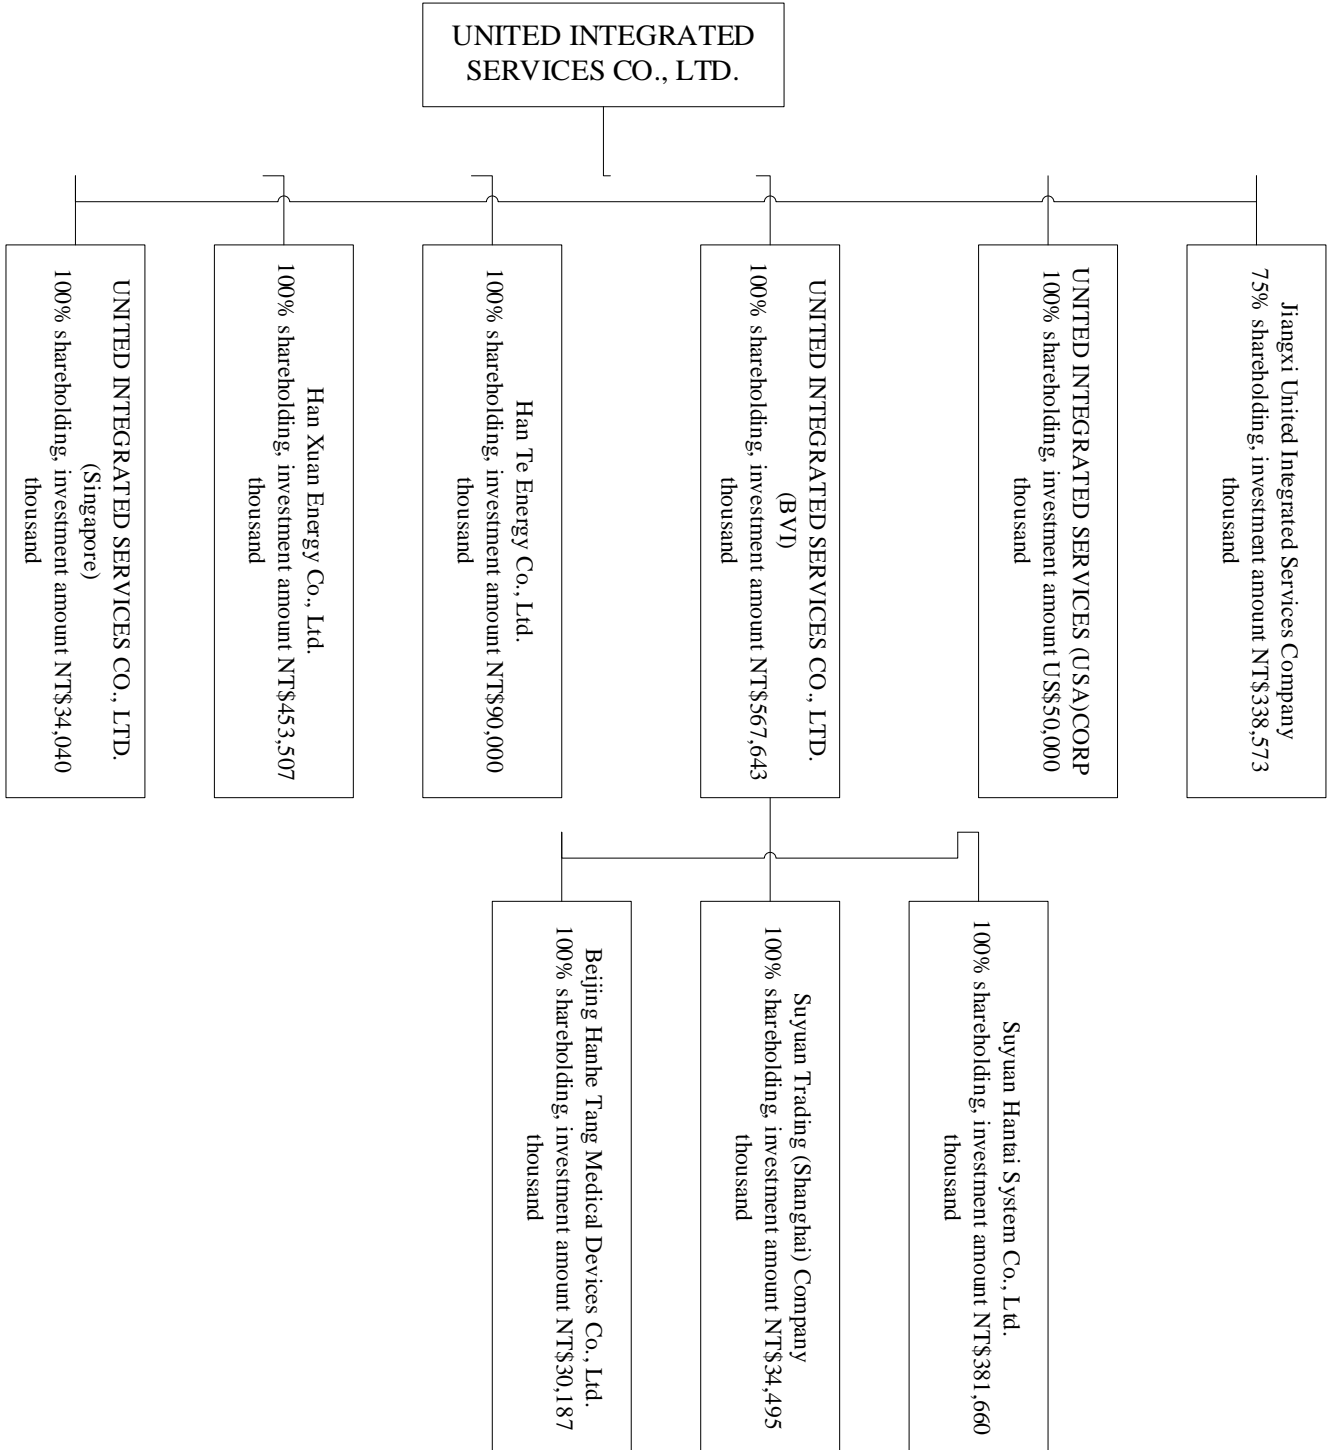 UNITED INTEGRATED
SERVICES CO., LTD.
UNITED INTEGRATED SERVICES CO., LTD.
(Singapore)
100% shareholding, investment amount NT$34,040
thousand
Han Xuan Energy Co., Ltd.
100% shareholding, investment amount NT$453,507
thousand
Han Te Energy Co., Ltd.
100% shareholding, investment amount NT$90,000
thousand
UNITED INTEGRATED SERVICES CO., LTD.
(BVI)
100% shareholding, investment amount NT$567,643
thousand
UNITED INTEGRATED SERVICES (USA)CORP
100% shareholding, investment amount US$50,000
thousand
Jiangxi United Integrated Services Company
75% shareholding, investment amount NT$338,573
thousand
Beijing Hanhe Tang Medical Devices Co., Ltd.
100% shareholding, investment amount NT$30,187
thousand
Suyuan Trading (Shanghai) Company
100% shareholding, investment amount NT$34,495
thousand
Suyuan Hantai System Co., Ltd.
100% shareholding, investment amount NT$381,660
thousand